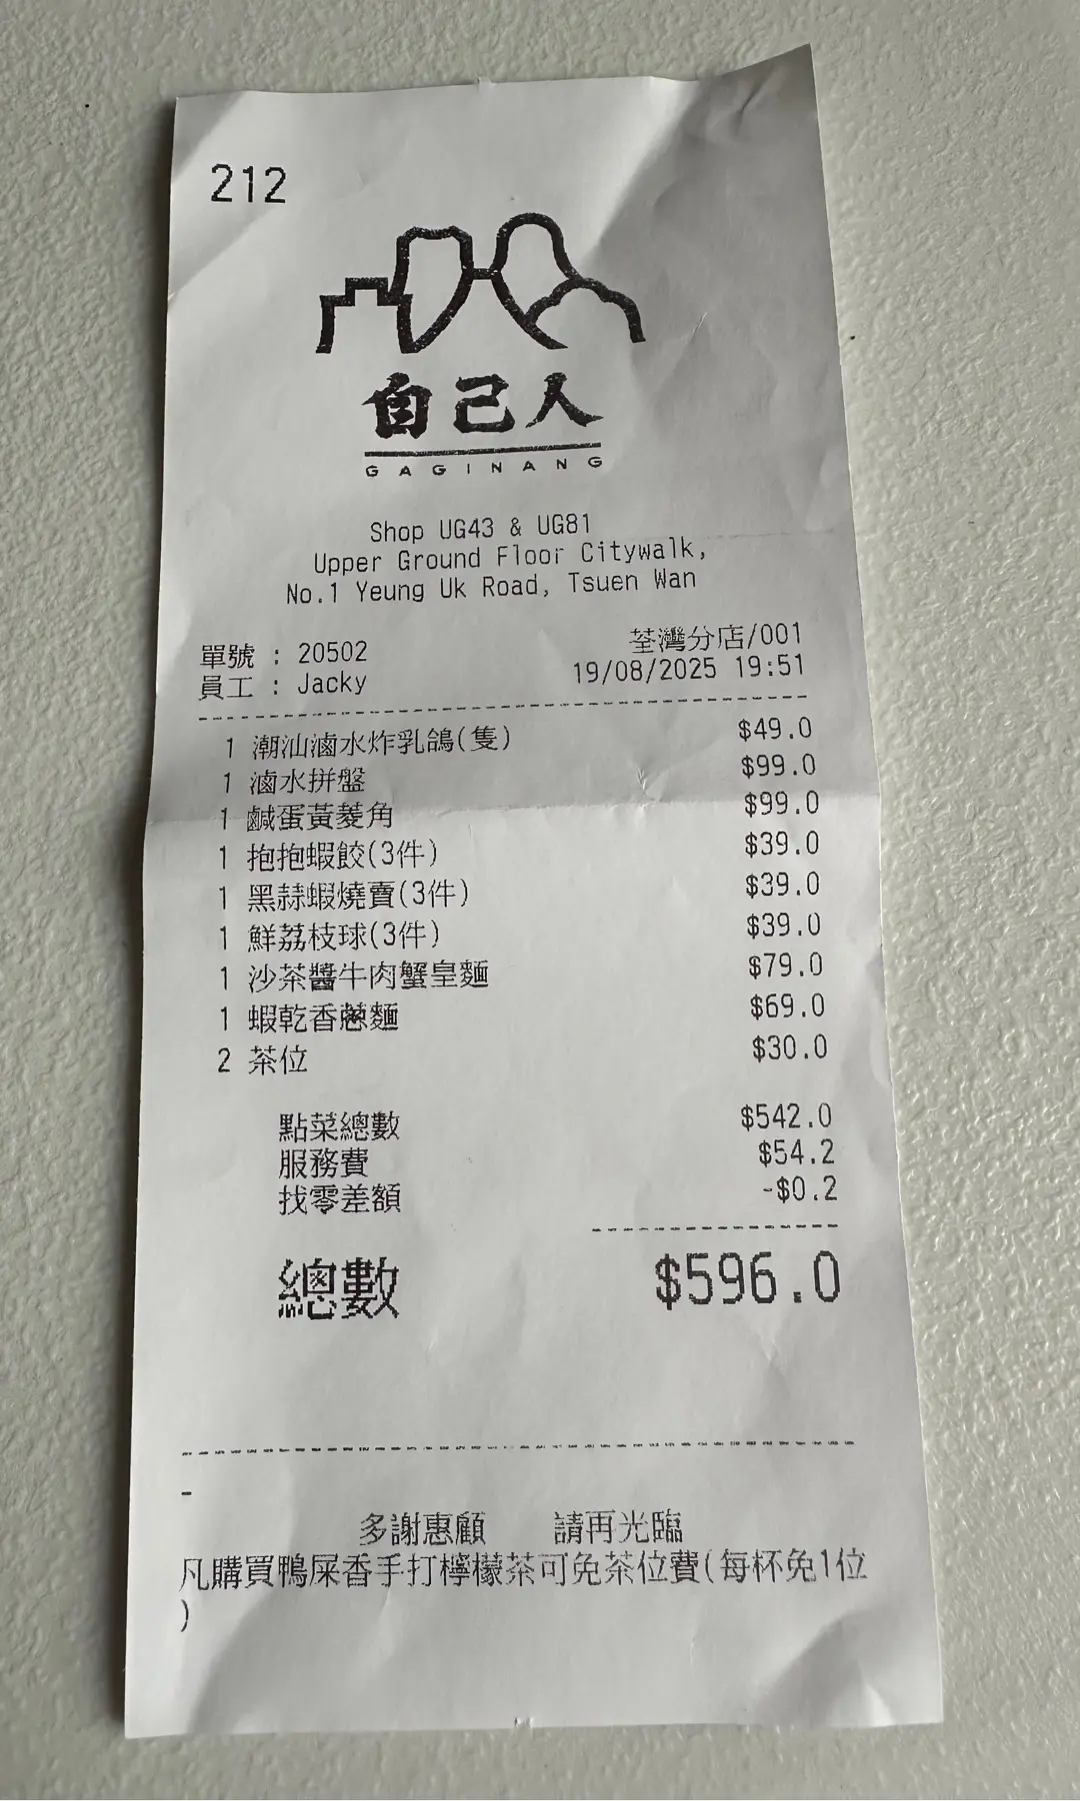 212
自己人
GAGINANG
Shop UG43 & UG81
Upper Ground Floor Citywalk,
No.1 Yeung Uk Road, Tsuen Wan
單號 : 20502 荃灣分店/001
員工 : Jacky 19/08/2025 19:51
1 潮汕滷水炸乳鴿(隻) $49.0
1 滷水拼盤 $99.0
1 鹹蛋黃菱角 $99.0
1 抱抱蝦餃(3件) $39.0
1 黑蒜蝦燒賣(3件) $39.0
1 鮮荔枝球(3件) $39.0
1 沙茶醬牛肉蟹皇麵 $79.0
1 蝦乾香蔥麵 $69.0
2 茶位 $30.0
點菜總數 $542.0
服務費 $54.2
找零差額 -$0.2
總數 $596.0
-
多謝惠顧 請再光臨
凡購買鴨屎香手打檸檬茶可免茶位費(每杯免1位
)